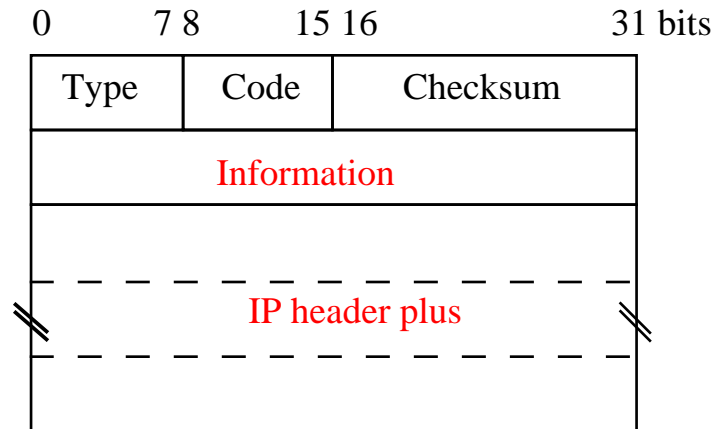 0 7 8 15 16 31 bits
Type Code Checksum
Information
IP header plus